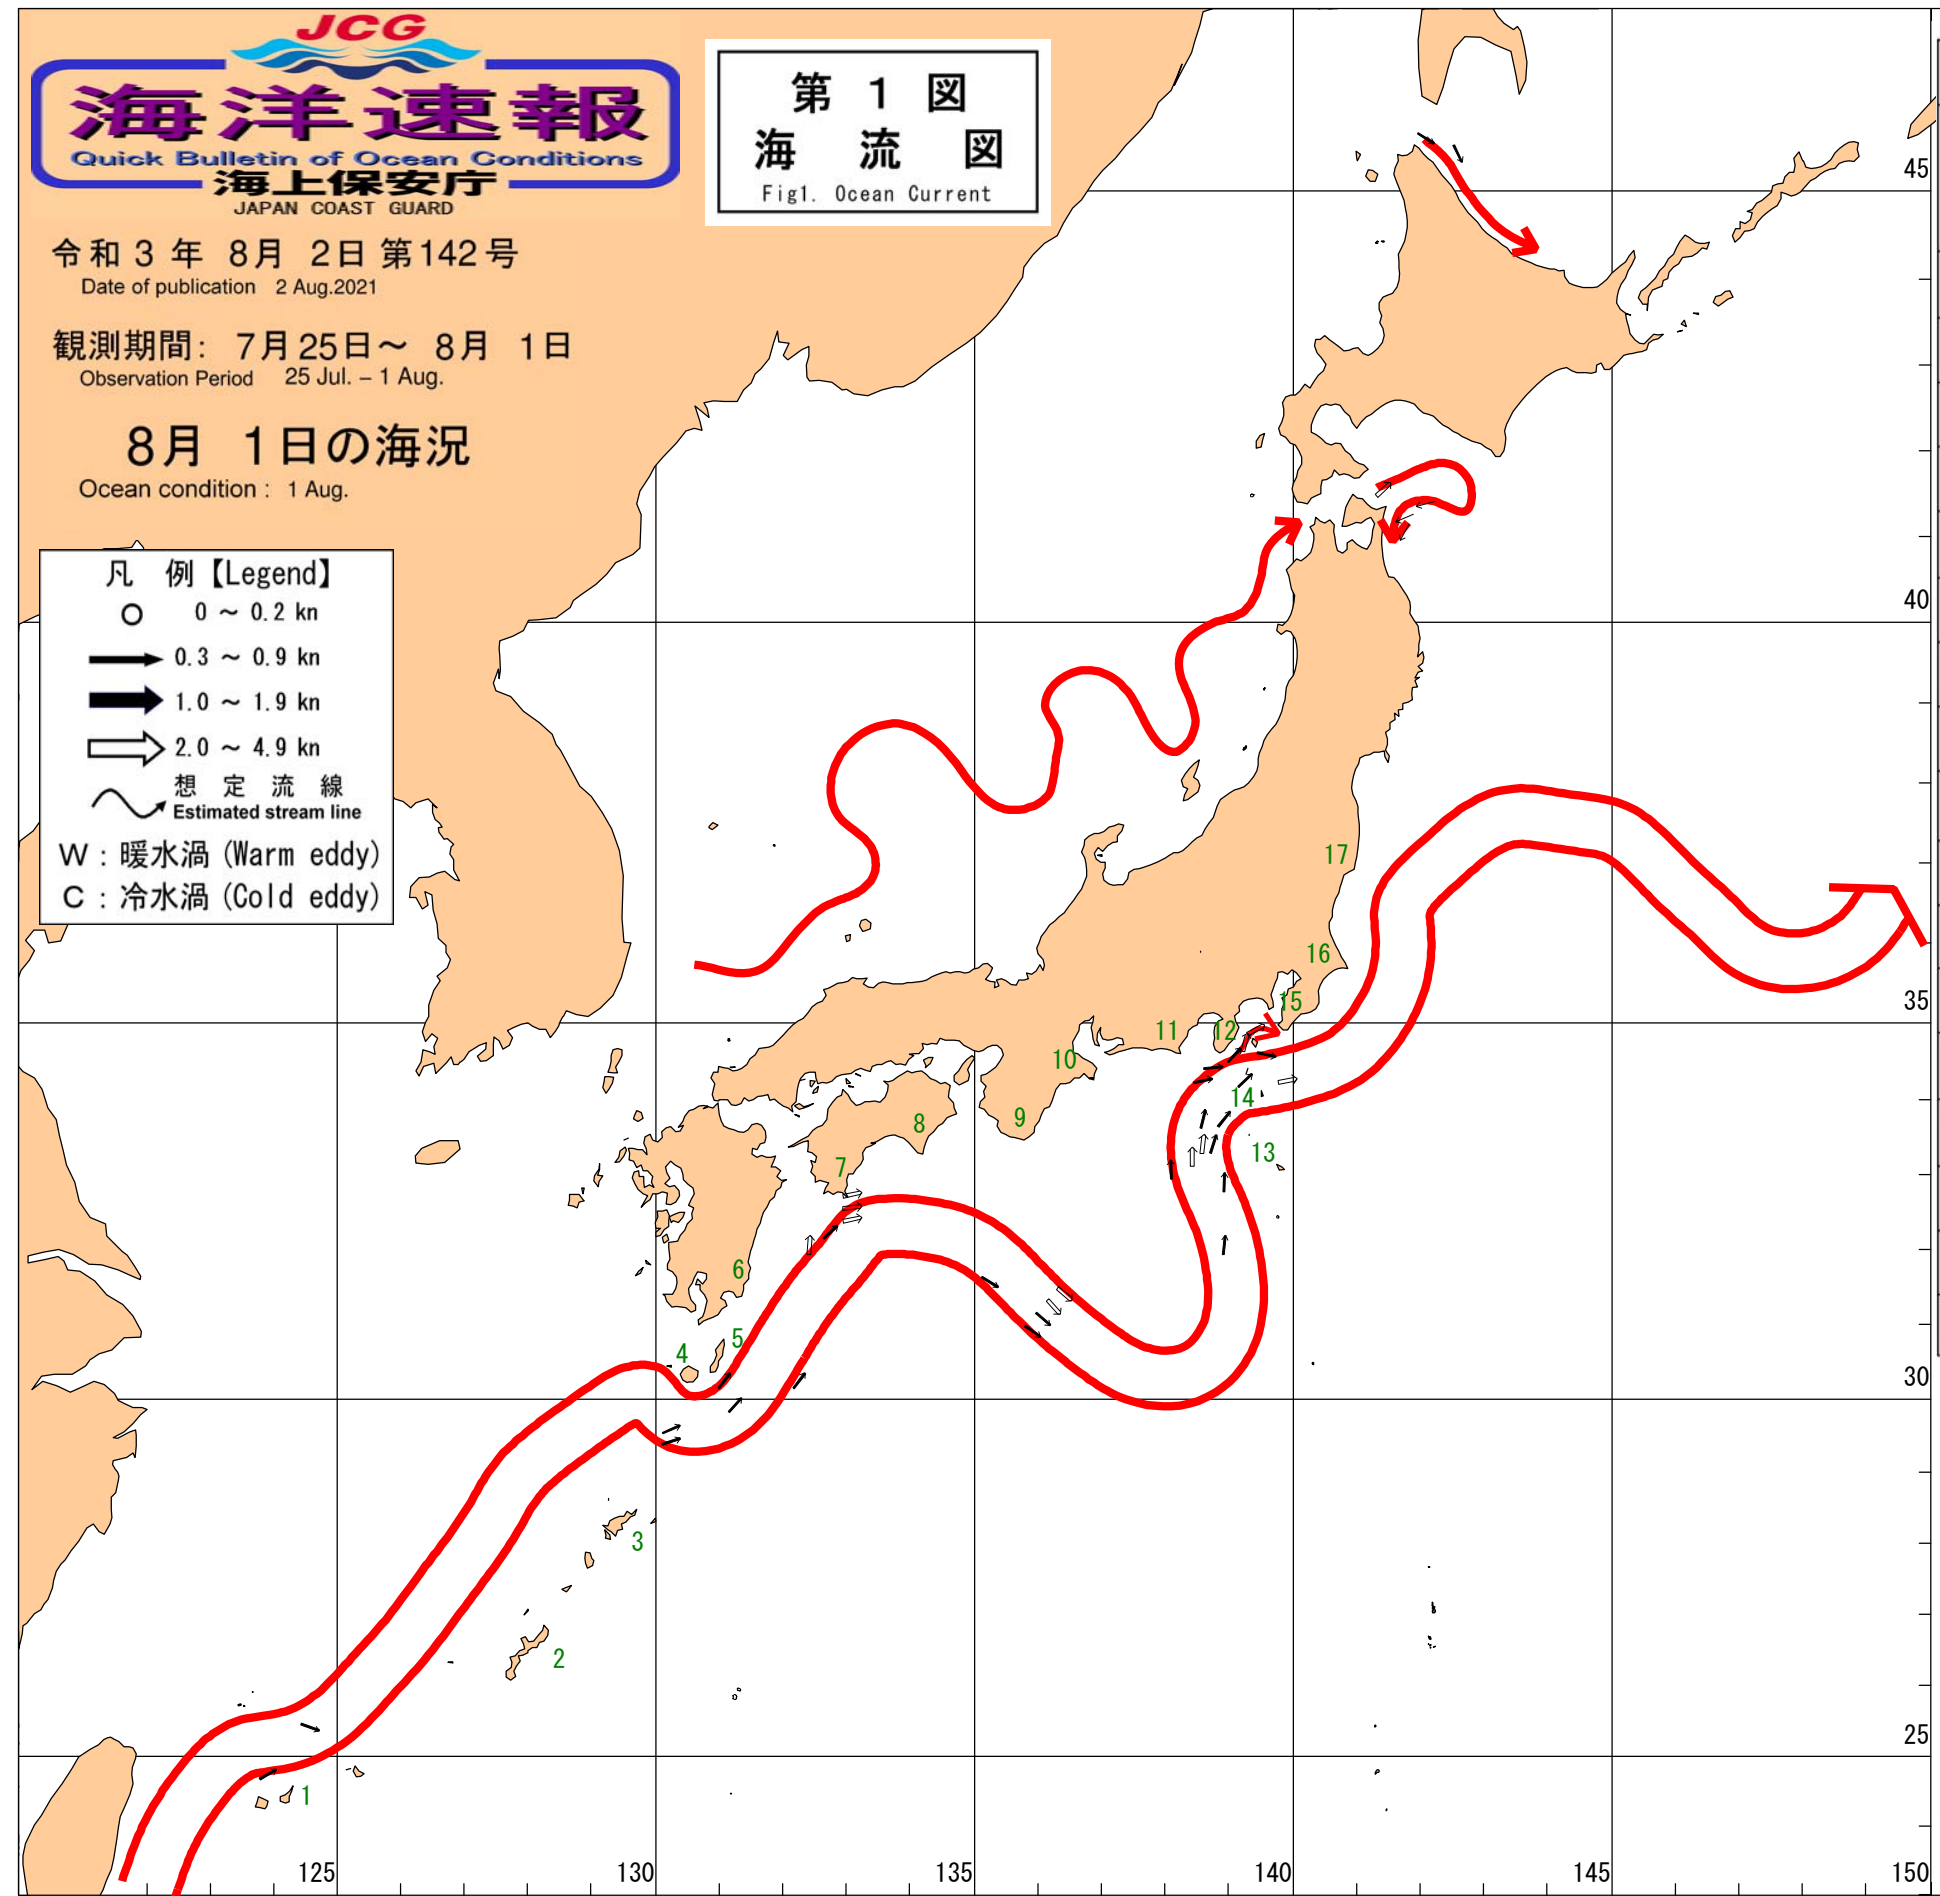 JCG
海洋速報
Quick Bulletin of Ocean Conditions
海上保安庁
JAPAN COAST GUARD
第 1 図
海 流 図
Fig1. Ocean Current
令和 3 年 8月 2日 第142号
Date of publication 2 Aug.2021
観測期間: 7月25日～ 8月 1日
Observation Period 25 Jul. – 1 Aug.
8月 1日の海況
Ocean condition : 1 Aug.
凡 例【Legend】
0 ～ 0.2 kn
0.3 ～ 0.9 kn
1.0 ～ 1.9 kn
2.0 ～ 4.9 kn
想 定 流 線
Estimated stream line
W : 暖水渦 (Warm eddy)
C : 冷水渦 (Cold eddy)
45
40
17
16
35
15
12
11
10
14
9
8
13
7
6
5
4
30
3
2
25
1
125
130
135
140
145
150